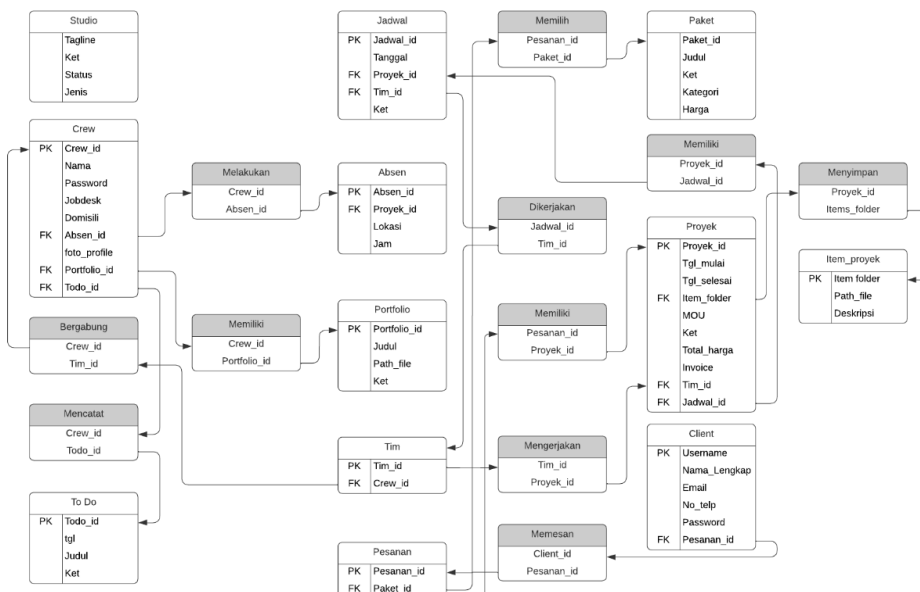 Studio
Tagline
Ket
Status
Jenis
Crew
PK Crew_id
Nama
Password
Jobdesk
Domisili
FK Absen_id
foto_profile
FK Portfolio_id
FK Todo_id
Bergabung
Crew_id
Tim_id
Mencatat
Crew_id
Todo_id
To Do
PK Todo_id
tgl
Judul
Ket
Melakukan
Crew_id
Absen_id
Memiliki
Crew_id
Portfolio_id
Jadwal
PK Jadwal_id
Tanggal
FK Proyek_id
FK Tim_id
Ket
Absen
PK Absen_id
FK Proyek_id
Lokasi
Jam
Portfolio
PK Portfolio_id
Judul
Path_file
Ket
Tim
PK Tim_id
FK Crew_id
Pesanan
PK Pesanan_id
FK Paket_id
Memilih
Pesanan_id
Paket_id
Dikerjakan
Jadwal_id
Tim_id
Memiliki
Pesanan_id
Proyek_id
Mengerjakan
Tim_id
Proyek_id
Memesan
Client_id
Pesanan_id
Paket
Paket_id
Judul
Ket
Kategori
Harga
Memiliki
Proyek_id
Jadwal_id
Proyek
PK Proyek_id
Tgl_mulai
Tgl_selesai
FK Item_folder
MOU
Ket
Total_harga
Invoice
FK Tim_id
FK Jadwal_id
Client
PK Username
Nama_Lengkap
Email
No_telp
Password
FK Pesanan_id
Menyimpan
Proyek_id
Items_folder
Item_proyek
PK Item folder
Path_file
Deskripsi